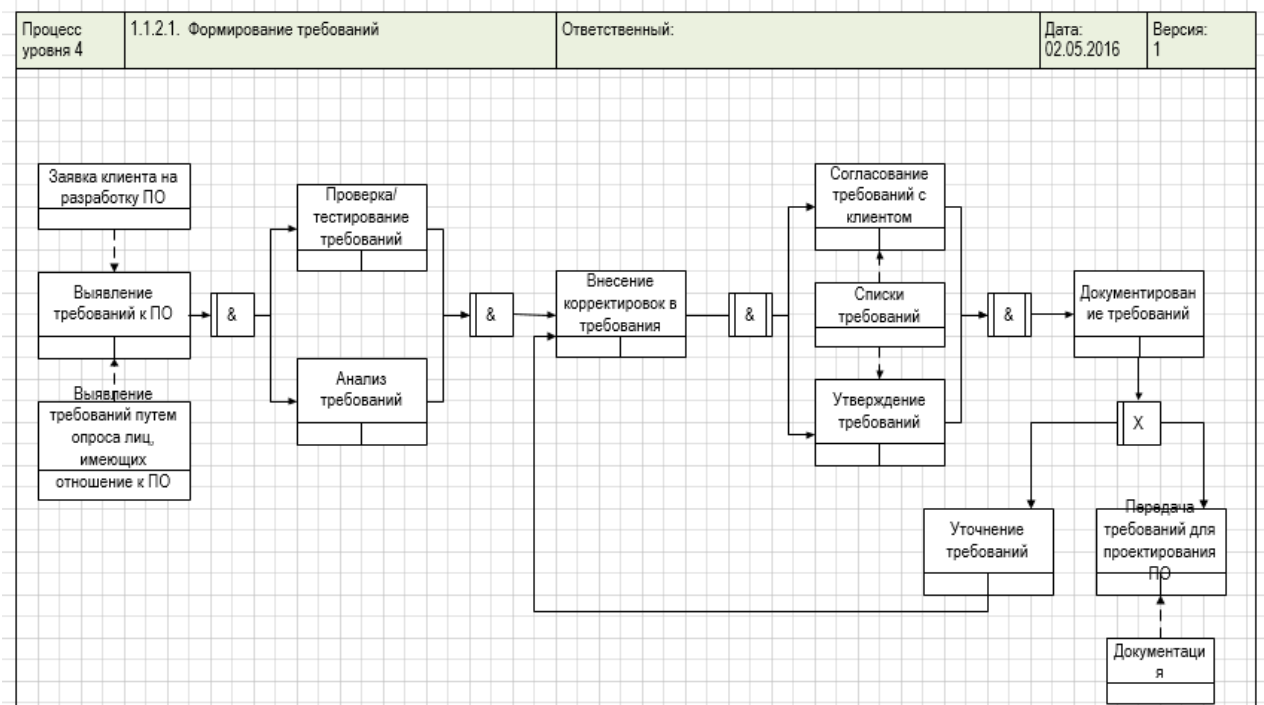 Процесс
уровня 4
1.1.2.1. Формирование требований
Ответственный:
Дата:
02.05.2016
Версия:
1
Заявка клиента на
разработку ПО
Выявление
требований к ПО
Выявление
требований путем
опроса лиц,
имеющих
отношение к ПО
&
Проверка/
тестирование
требований
Анализ
требований
&
Внесение
корректировок в
требования
&
Согласование
требований с
клиентом
Списки
требований
Утверждение
требований
&
Документирован
ие требований
X
Уточнение
требований
Передача
требований для
проектирования
ПО
Документаци
я